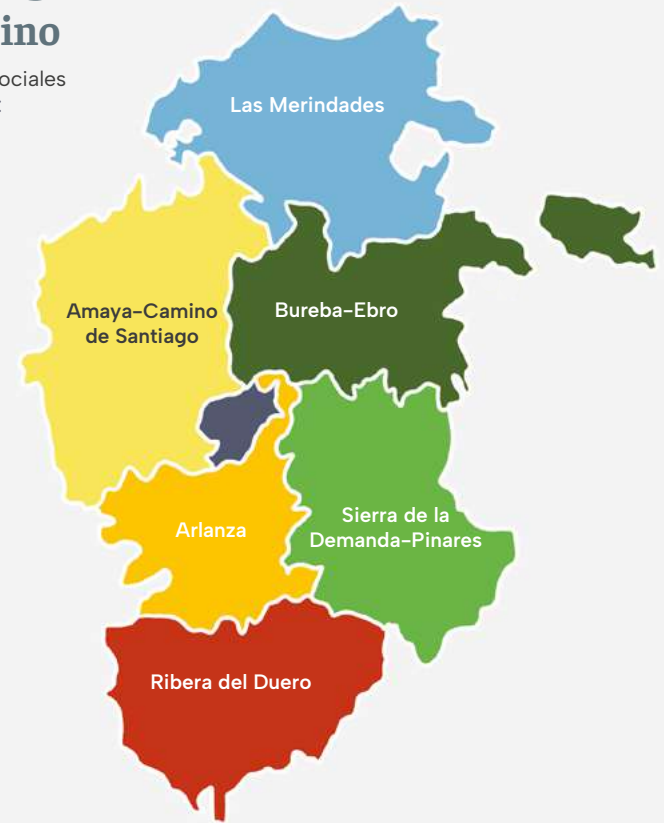 ino
ociales
Las Merindades
Amaya-Camino
de Santiago
Bureba-Ebro
Arlanza
Sierra de la
Demanda-Pinares
Ribera del Duero